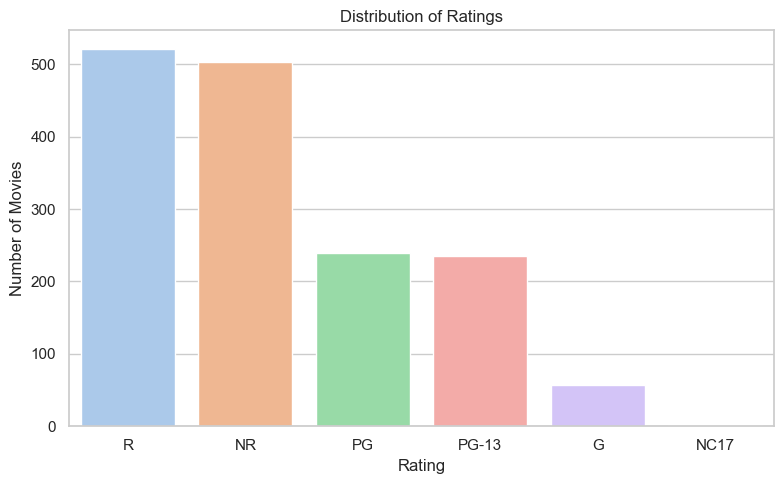 Distribution of Ratings
Number of Movies
500
400
300
200
100
0
R NR PG PG-13 G NC17
Rating